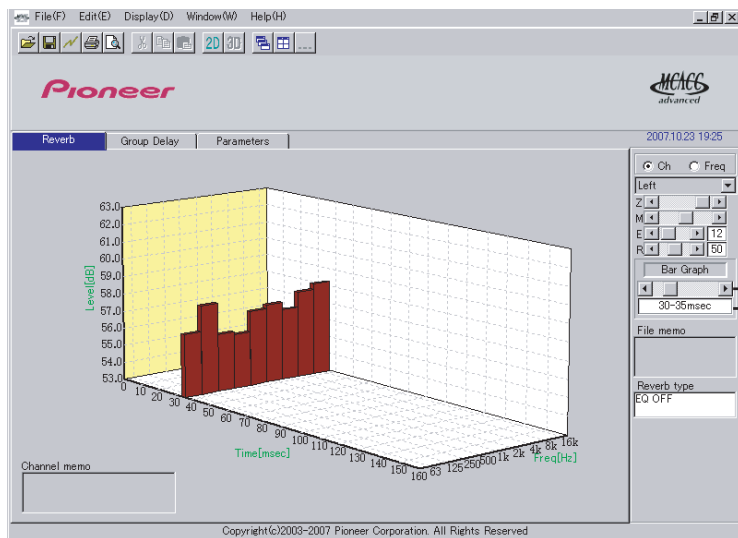 File(F) Edit(E) Display(D) Window(W) Help(H)
2D 3D
Pioneer
MCACC
advanced
Reverb Group Delay Parameters
2007.10.23 19:25
Ch Freq
Left
Z
M
E 12
R 50
Bar Graph
30-35msec
File memo
Reverb type
EQ OFF
63.0
62.0
61.0
60.0
59.0
58.0
57.0
56.0
55.0
54.0
53.0
Level[dB]
0 10 20 30 40 50 60 70 80 90 100 110 120 130 140 150 160
Time[msec]
63 125 250 500 1k 2k 4k 8k 16k
Freq[Hz]
Channel memo
Copyright(c)2003-2007 Pioneer Corporation. All Rights Reserved